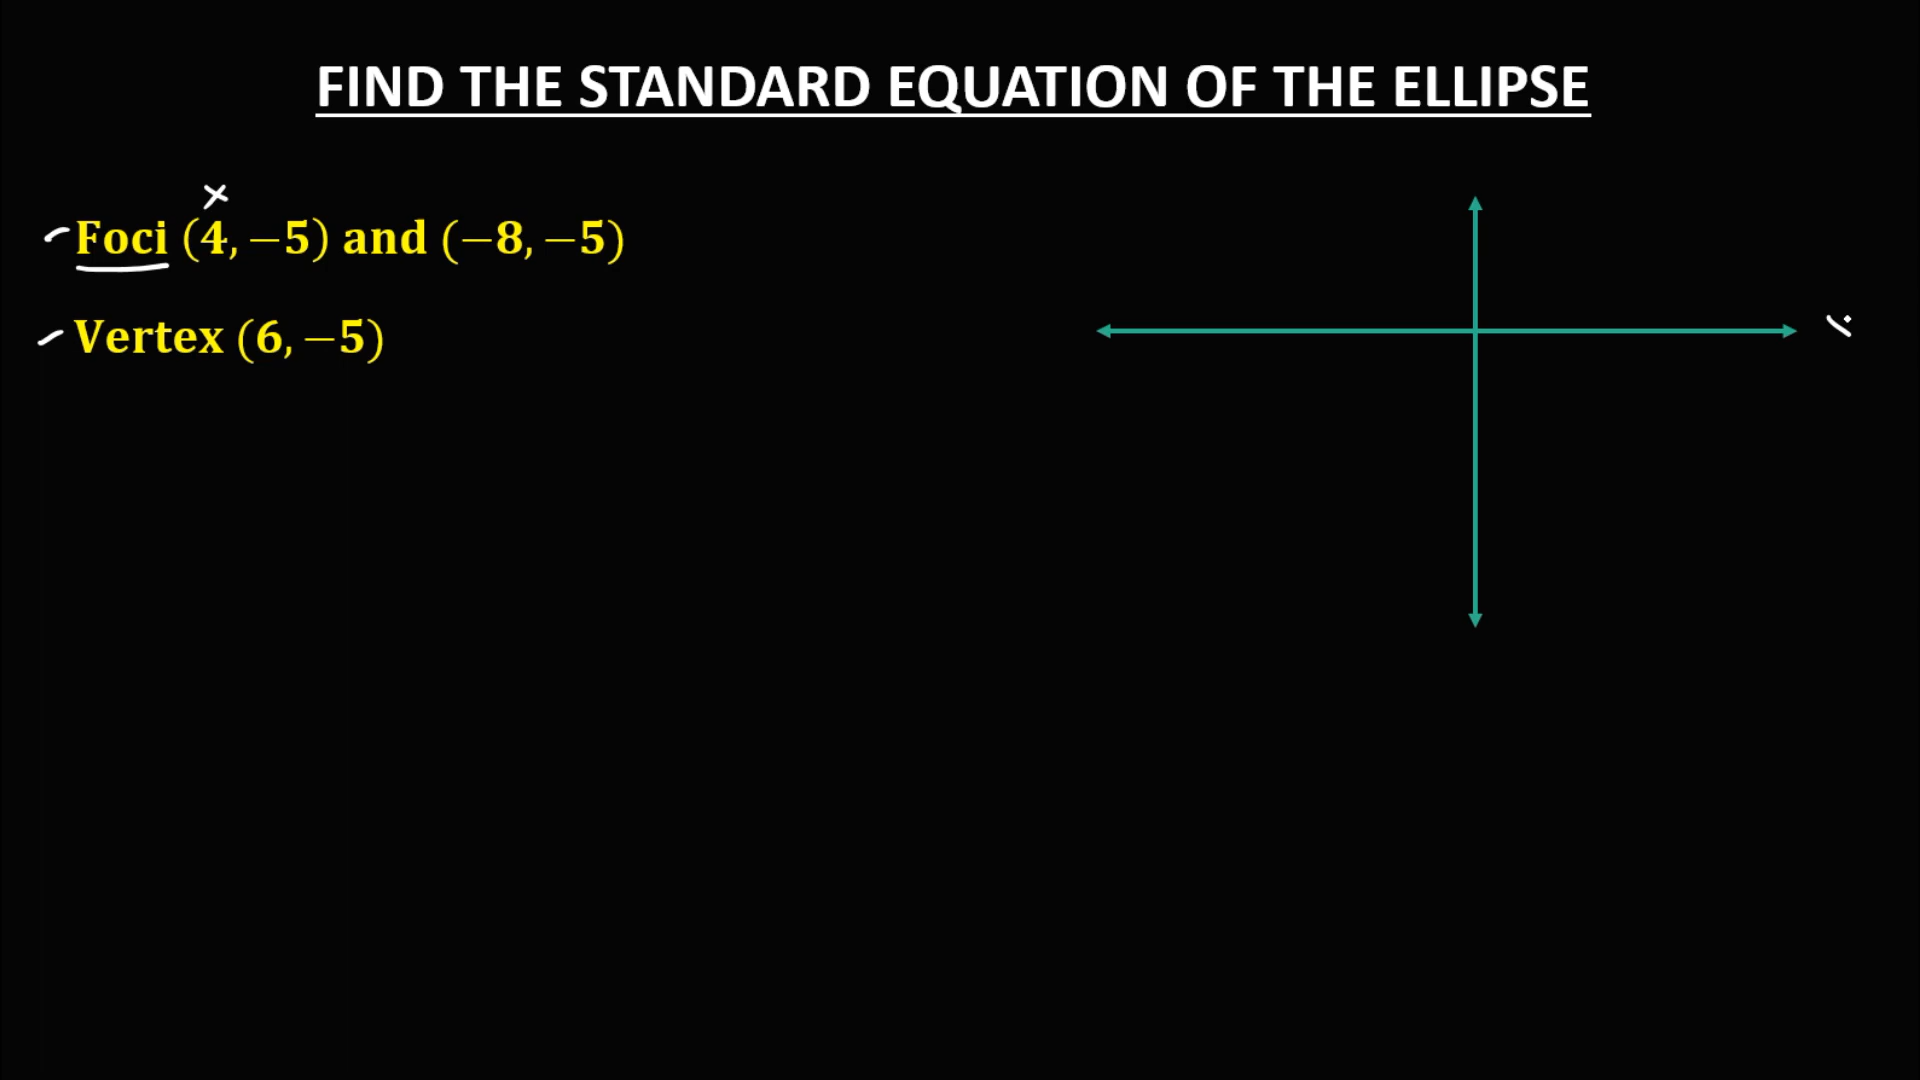 FIND THE STANDARD EQUATION OF THE ELLIPSE
x
Foci (4, −5) and (−8, −5)
Vertex (6, −5)